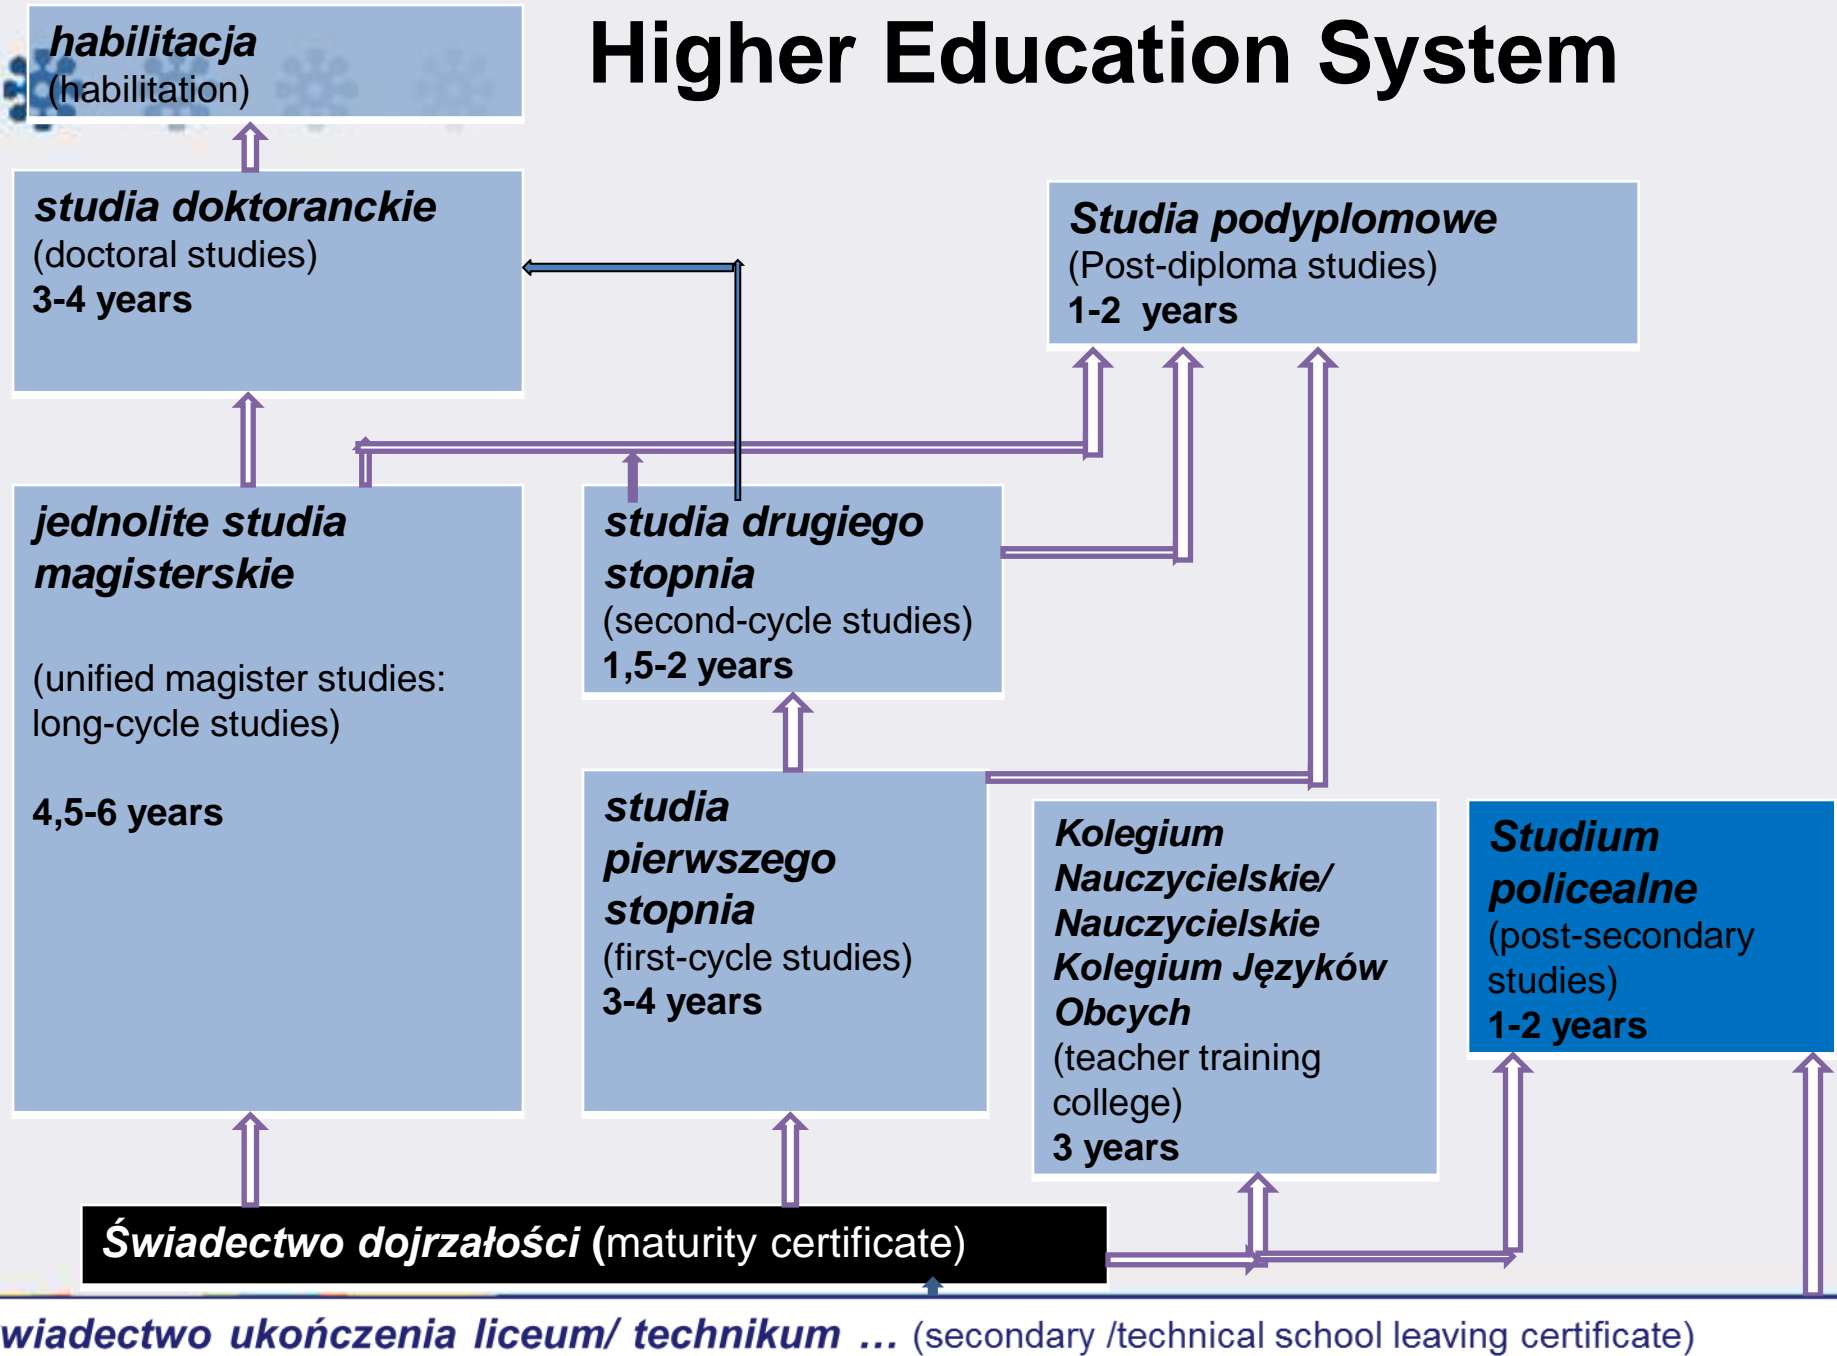 Higher Education System
habilitacja
(habilitation)
studia doktoranckie
(doctoral studies)
3-4 years
Studia podyplomowe
(Post-diploma studies)
1-2 years
jednolite studia
magisterskie
(unified magister studies:
long-cycle studies)
4,5-6 years
studia drugiego
stopnia
(second-cycle studies)
1,5-2 years
studia
pierwszego
stopnia
(first-cycle studies)
3-4 years
Kolegium
Nauczycielskie/
Nauczycielskie
Kolegium Języków
Obcych
(teacher training
college)
3 years
Studium
policealne
(post-secondary
studies)
1-2 years
Świadectwo dojrzałości (maturity certificate)
wiadectwo ukończenia liceum/ technikum ... (secondary /technical school leaving certificate)